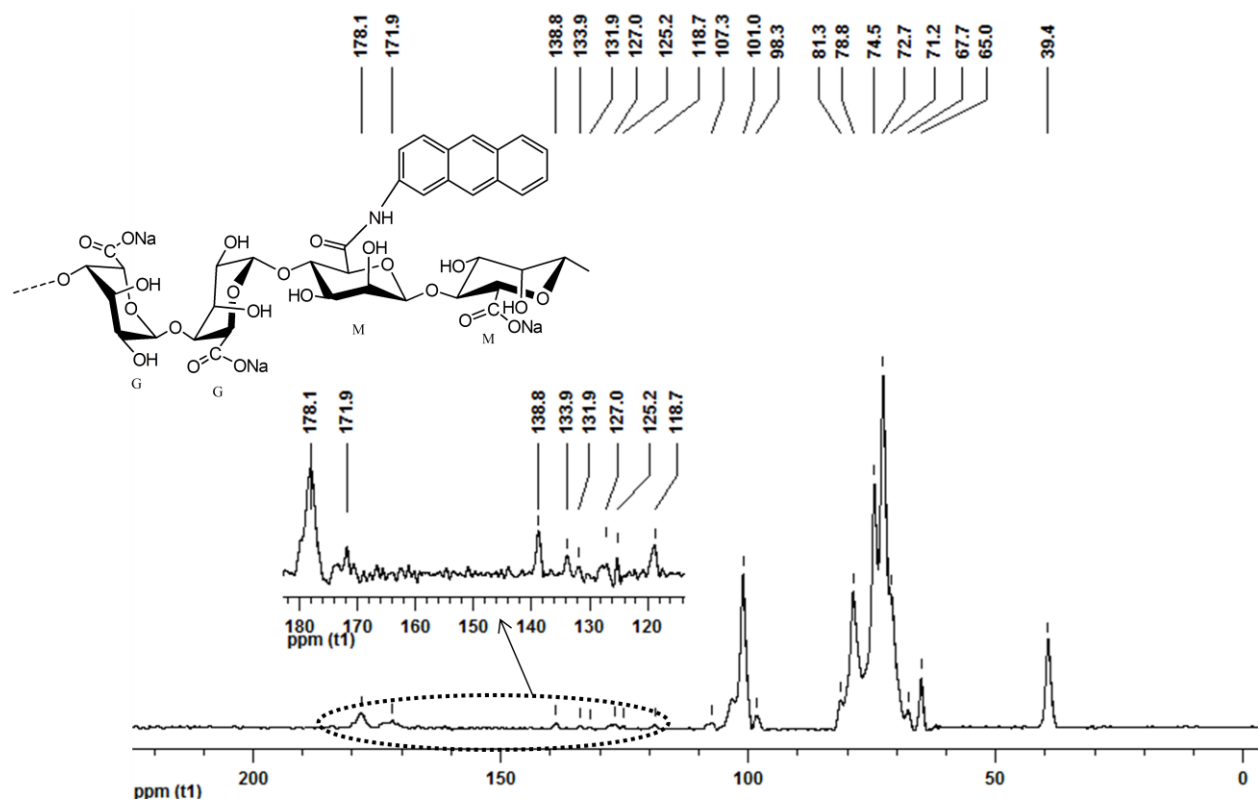 178.1 171.9 138.8 133.9 131.9 127.0 125.2 118.7 107.3 101.0 98.3 81.3 78.8 74.5 72.7 71.2 67.7 65.0 39.4
NH
O
C
ONa
O
OH
O
OH
O
O
OH
O
OH
O
O
OH
O
OH
HO
O
HO
O
HO
O
C
ONa
O
C
ONa
OH
M
M
G
G
178.1 171.9 138.8 133.9 131.9 127.0 125.2 118.7
180 170 160 150 140 130 120
ppm (t1)
200 150 100 50 0
ppm (t1)